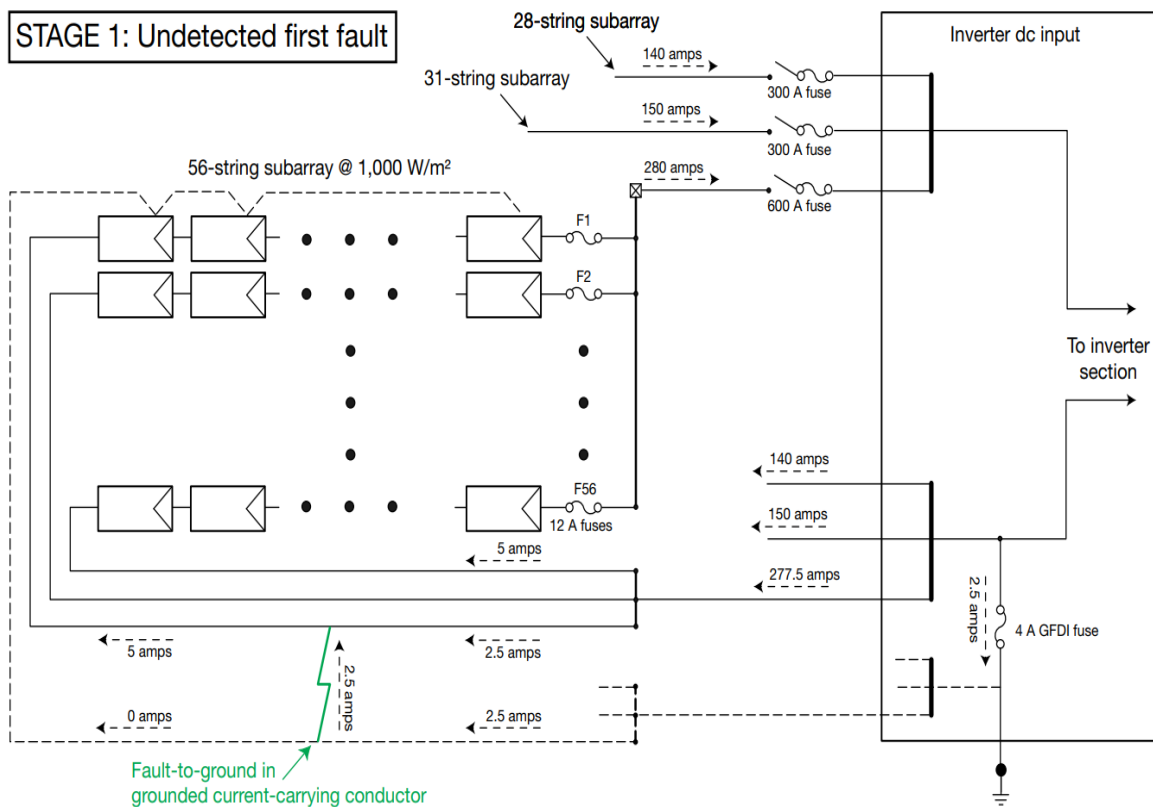 STAGE 1: Undetected first fault
28-string subarray
140 amps
300 A fuse
31-string subarray
150 amps
300 A fuse
56-string subarray @ 1,000 W/m²
280 amps
600 A fuse
Inverter dc input
To inverter
section
F1
F2
F56
12 A fuses
140 amps
150 amps
277.5 amps
5 amps
5 amps
2.5 amps
2.5 amps
0 amps
2.5 amps
2.5 amps
4 A GFDI fuse
Fault-to-ground in
grounded current-carrying conductor